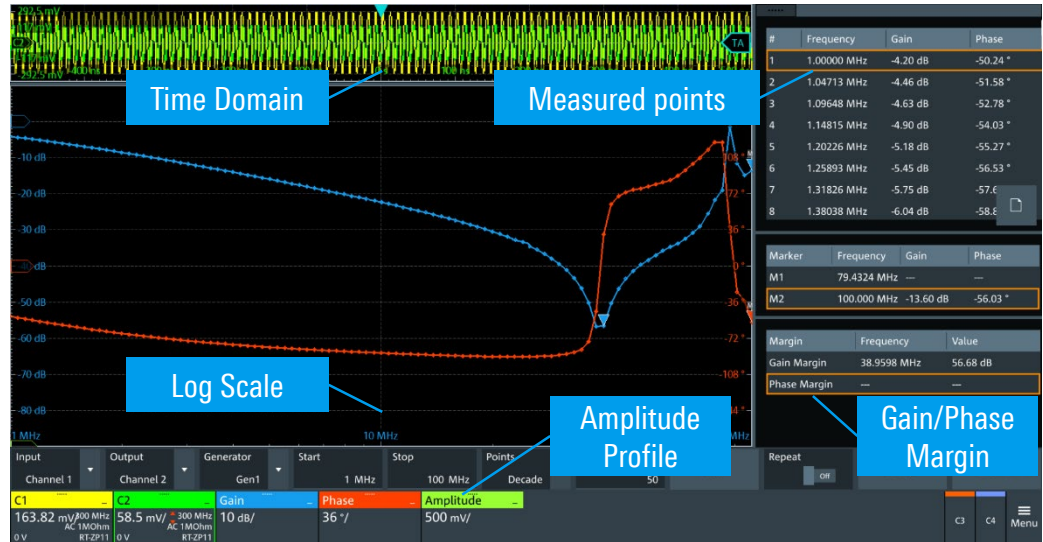 292.5 mV
C2
-292.5 mV
-400 ns
TA
Time Domain
Measured points
# Frequency Gain Phase
1 1.00000 MHz -4.20 dB -50.24 °
2 1.04713 MHz -4.46 dB -51.58 °
3 1.09648 MHz -4.63 dB -52.78 °
4 1.14815 MHz -4.90 dB -54.03 °
5 1.20226 MHz -5.18 dB -55.27 °
6 1.25893 MHz -5.45 dB -56.53 °
7 1.31826 MHz -5.75 dB -57.6
8 1.38038 MHz -6.04 dB -58.8
-10 dB 108 °
-20 dB 72 °
-30 dB 36 °
dB 0 °
-50 dB -36
-60 dB -72 °
-70 dB -108 °
-80 dB
1 MHz 10 MHz MHz
Marker Frequency Gain Phase
M1 79.4324 MHz --- ---
M2 100.000 MHz -13.60 dB -56.03 °
Margin Frequency Value
Gain Margin 38.9598 MHz 56.68 dB
Phase Margin --- ---
Log Scale
Amplitude
Profile
Gain/Phase
Margin
Input Output Generator Start Stop Points Repeat
Channel 1 Channel 2 Gen1 1 MHz 100 MHz Decade 50 Off
C1 C2 Gain Phase Amplitude
163.82 mV/ 300 MHz 58.5 mV/ 300 MHz 10 dB/ 36 °/ 500 mV/
AC 1MOhm AC 1MOhm
0 V RT-ZP11 0 V RT-ZP11
C3 C4 Menu